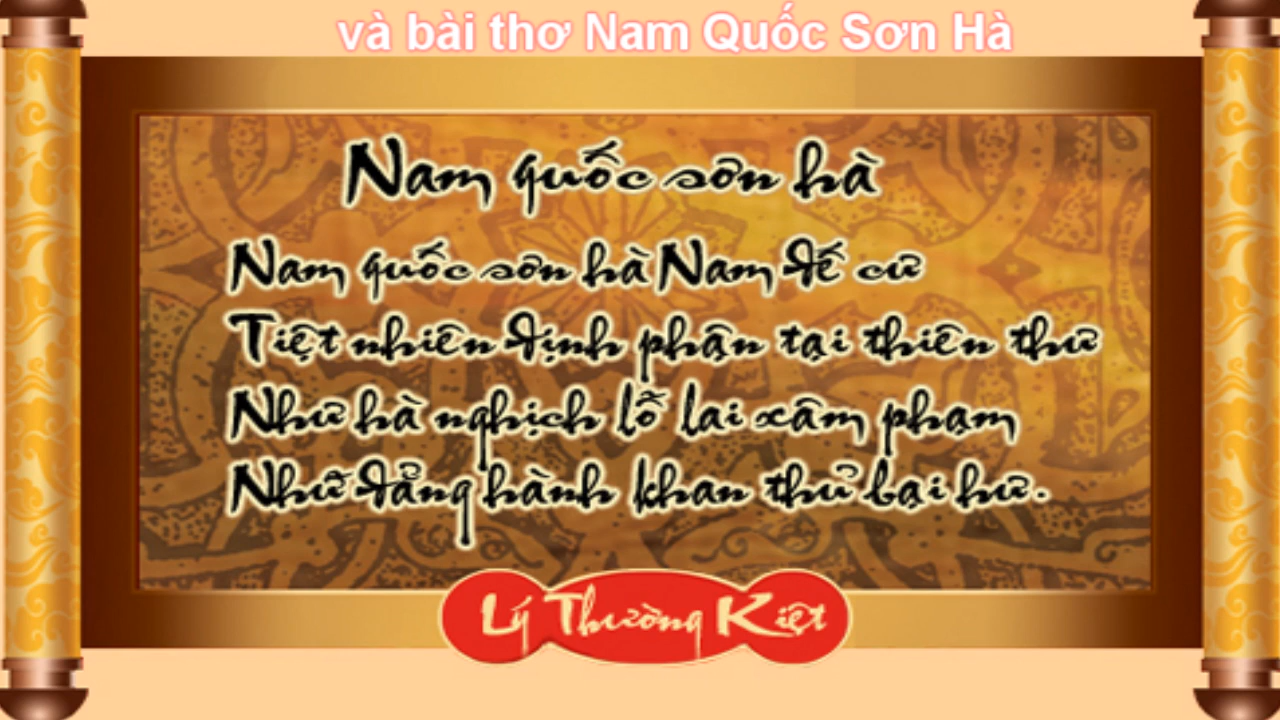 và bài thơ Nam Quốc Sơn Hà
Nam quốc sơn hà
Nam quốc sơn hà Nam đế cư
Tiệt nhiên định phận tại thiên thư
Như hà nghịch lỗ lai xâm phạm
Nhữ đẳng hành khan thủ bại hư.
Lý Thường Kiệt